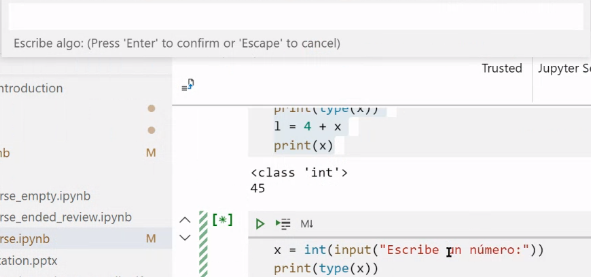 Escribe algo: (Press 'Enter' to confirm or 'Escape' to cancel)
ntroduction
Trusted
Jupyter Se
print(type(x))
l = 4 + x
print(x)
nb
M
<class 'int'>
45
rse_empty.ipynb
rse_ended_review.ipynb
[*]
M↓
rse.ipynb
M
x = int(input("Escribe un número:"))
print(type(x))
tation.pptx